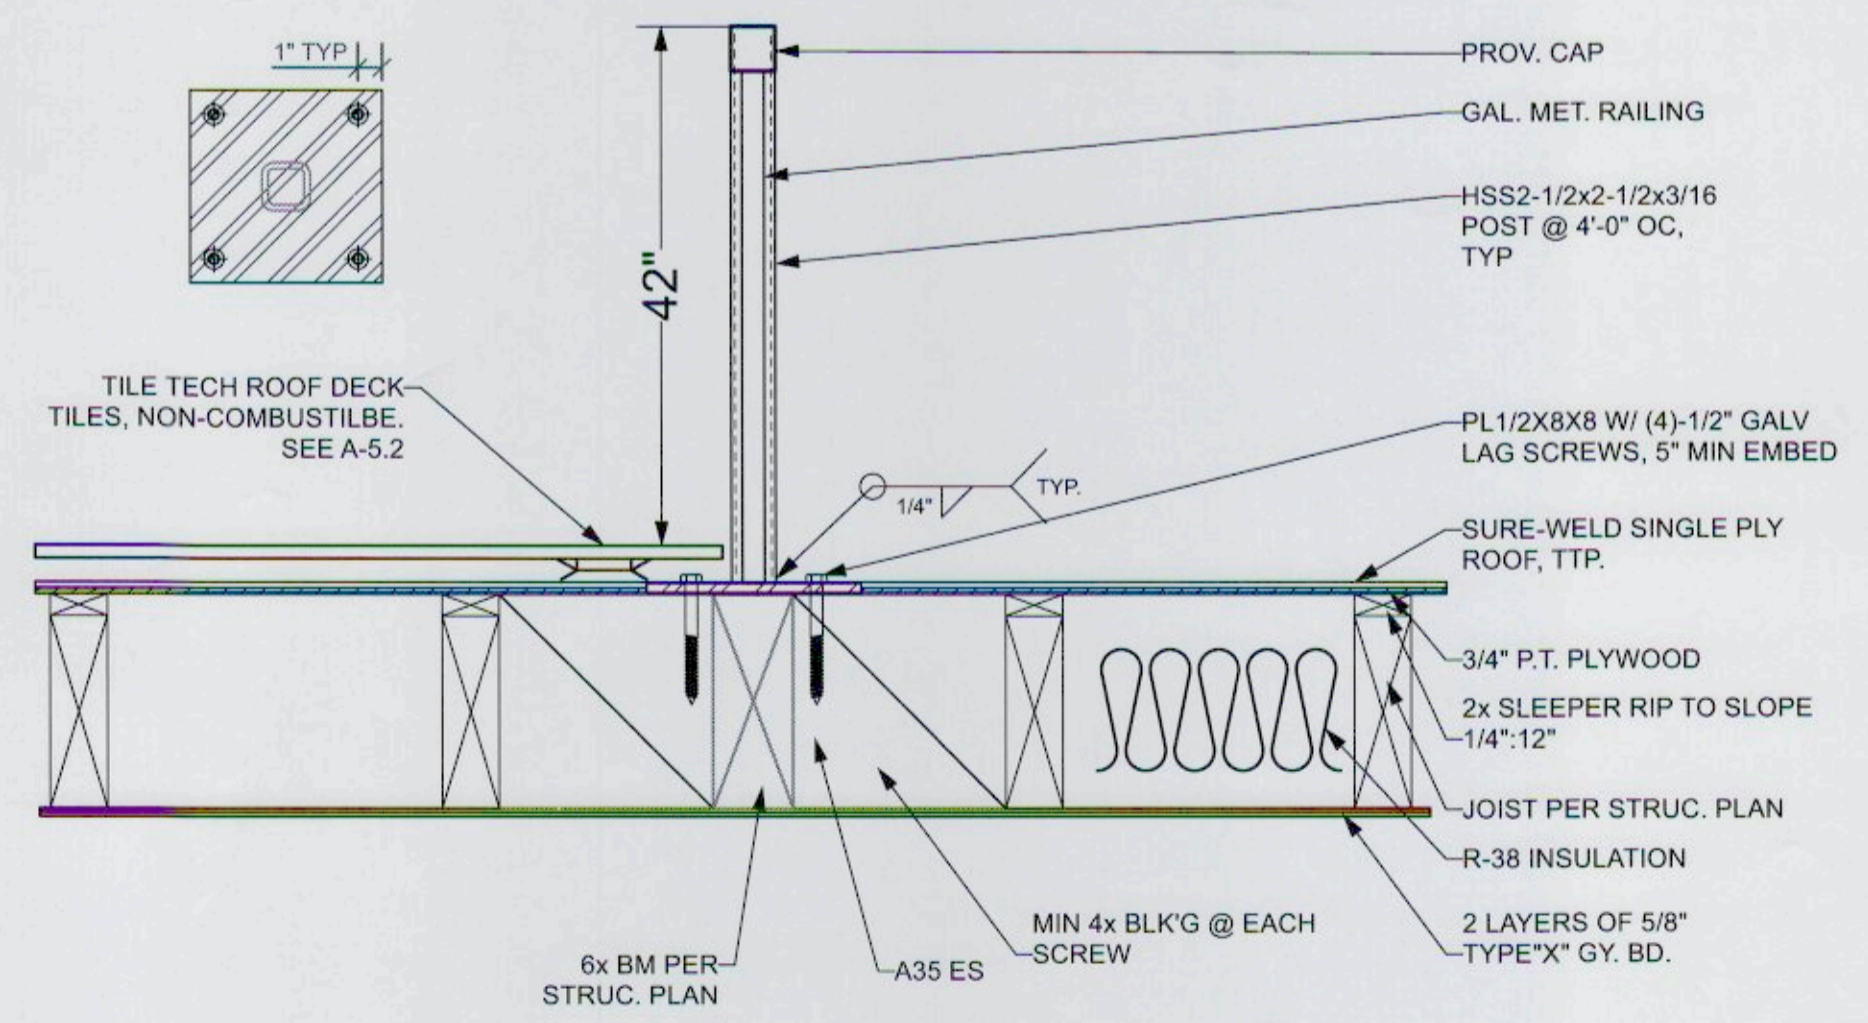 1" TYP
PROV. CAP
GAL. MET. RAILING
HSS2-1/2x2-1/2x3/16
POST @ 4'-0" OC,
TYP
42"
TILE TECH ROOF DECK
TILES, NON-COMBUSTILBE.
SEE A-5.2
PL1/2X8X8 W/ (4)-1/2" GALV
LAG SCREWS, 5" MIN EMBED
1/4"
TYP.
SURE-WELD SINGLE PLY
ROOF, TTP.
3/4" P.T. PLYWOOD
2x SLEEPER RIP TO SLOPE
1/4":12"
JOIST PER STRUC. PLAN
R-38 INSULATION
2 LAYERS OF 5/8"
TYPE"X" GY. BD.
MIN 4x BLK'G @ EACH
SCREW
A35 ES
6x BM PER
STRUC. PLAN